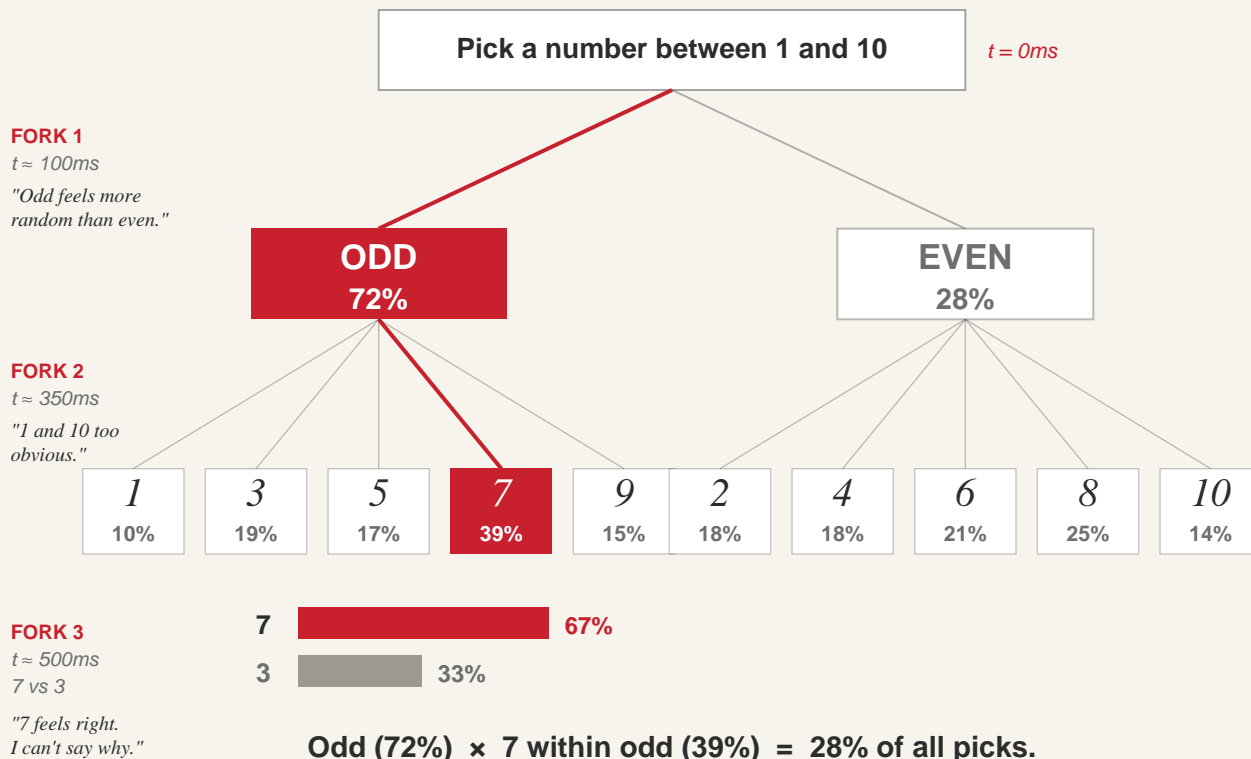 Pick a number between 1 and 10
t = 0ms
FORK 1
t ≈ 100ms
"Odd feels more
random than even."
ODD
72%
EVEN
28%
FORK 2
t ≈ 350ms
"1 and 10 too
obvious."
1 3 5 7 9 2 4 6 8 10
10% 19% 17% 39% 15% 18% 18% 21% 25% 14%
FORK 3
t ≈ 500ms
7 vs 3
"7 feels right.
I can't say why."
7 67%
3 33%
Odd (72%) × 7 within odd (39%) = 28% of all picks.